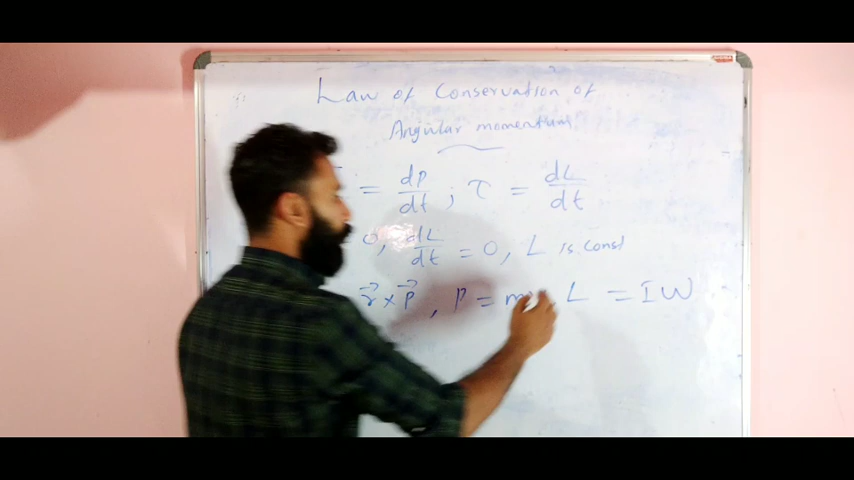 Law of Conservation of
Angular momentum
= dP/dt ; τ = dL/dt
0, dL/dt = 0, L is const
r⃗ × P⃗ , P = m L = IW